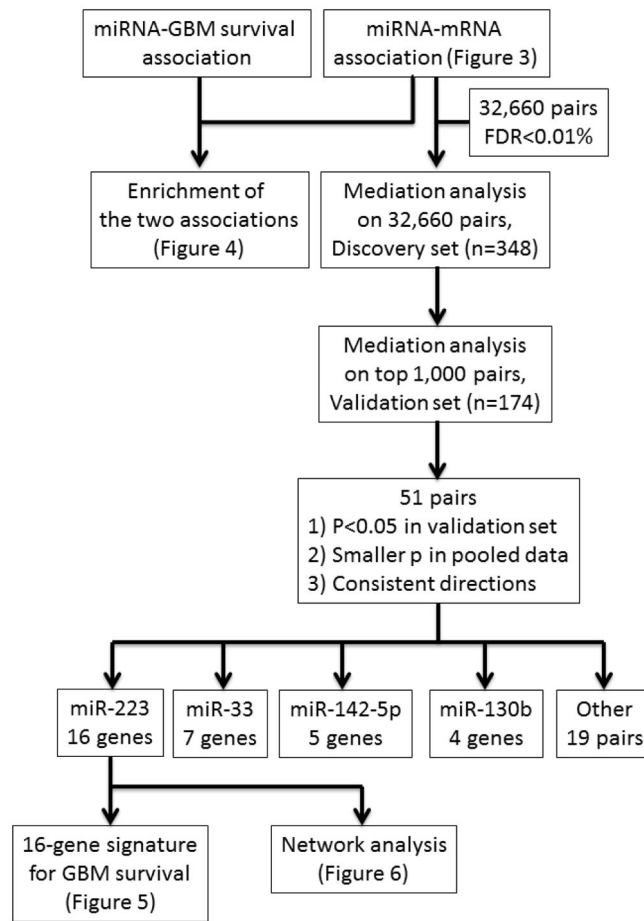 miRNA-GBM survival
association
miRNA-mRNA
association (Figure 3)
32,660 pairs
FDR<0.01%
Enrichment of
the two associations
(Figure 4)
Mediation analysis
on 32,660 pairs,
Discovery set (n=348)
Mediation analysis
on top 1,000 pairs,
Validation set (n=174)
51 pairs
1) P<0.05 in validation set
2) Smaller p in pooled data
3) Consistent directions
miR-223
16 genes
miR-33
7 genes
miR-142-5p
5 genes
miR-130b
4 genes
Other
19 pairs
16-gene signature
for GBM survival
(Figure 5)
Network analysis
(Figure 6)